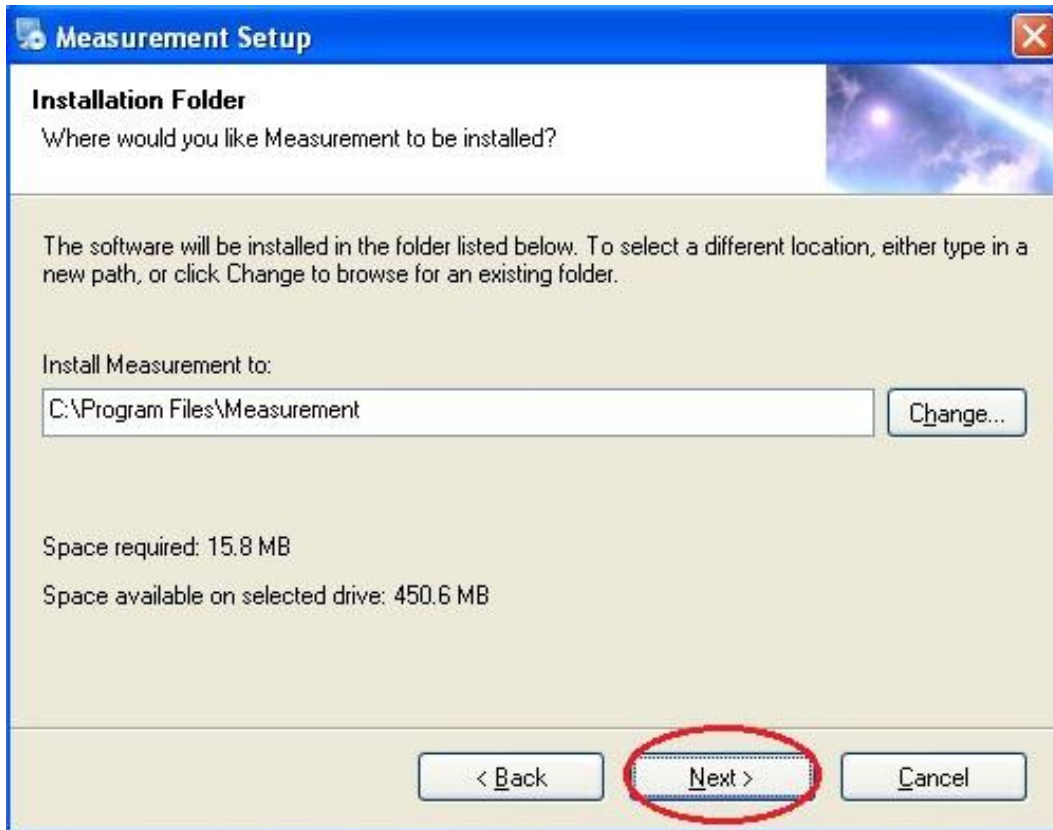 Measurement Setup
Installation Folder
Where would you like Measurement to be installed?
The software will be installed in the folder listed below. To select a different location, either type in a
new path, or click Change to browse for an existing folder.
Install Measurement to:
C:\Program Files\Measurement
Change...
Space required: 15.8 MB
Space available on selected drive: 450.6 MB
< Back
Next >
Cancel